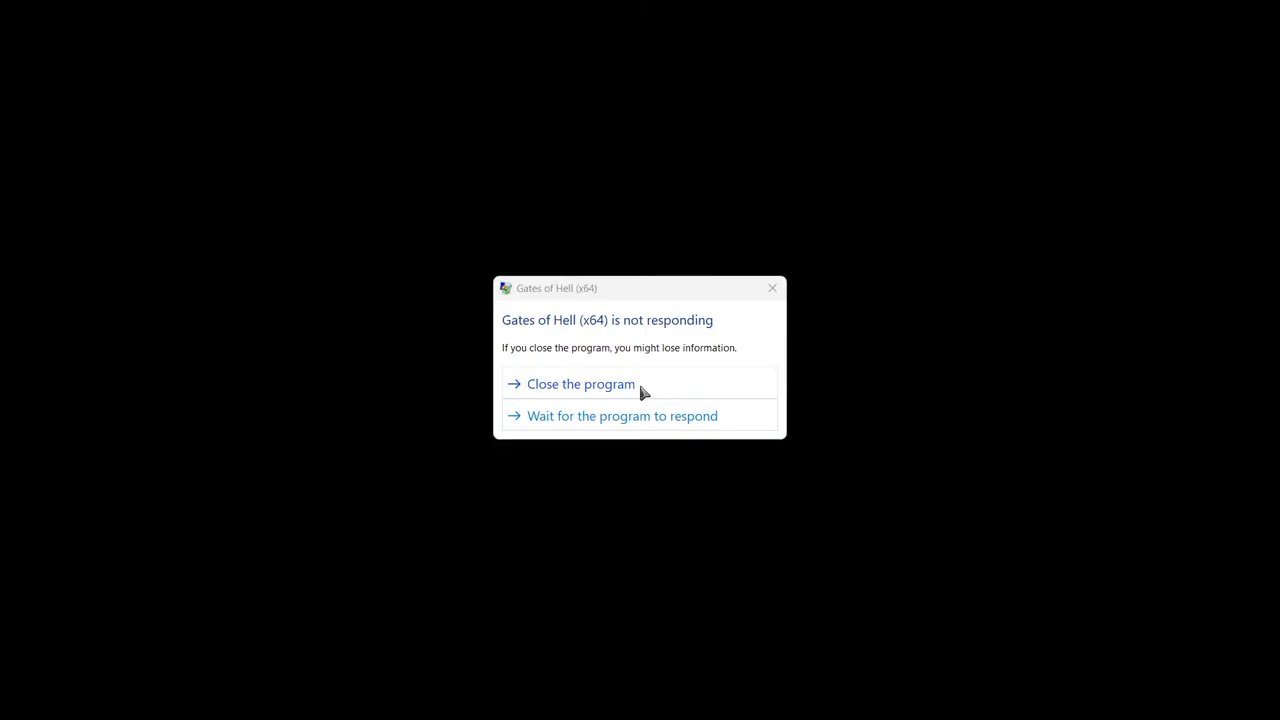 Gates of Hell (x64)
Gates of Hell (x64) is not responding
If you close the program, you might lose information.
Close the program
Wait for the program to respond